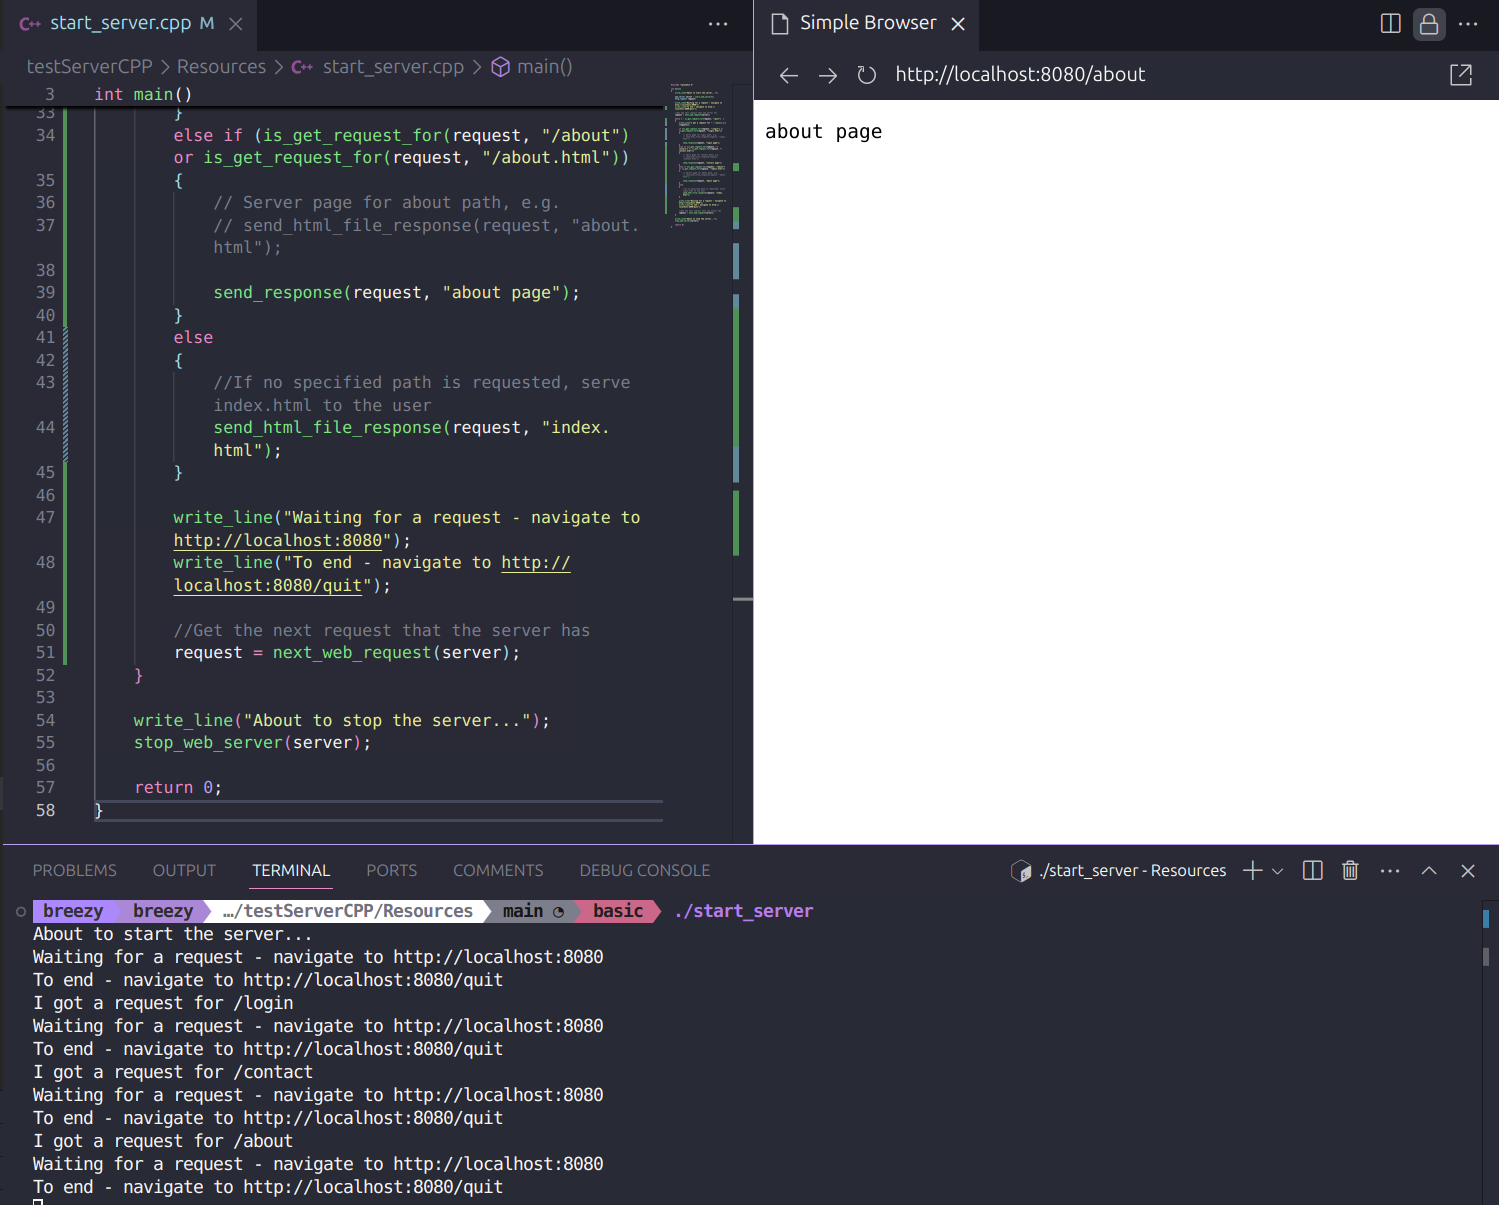 start_server.cpp M
testServerCPP > Resources > start_server.cpp > main()
3 int main()
33 }
34 else if (is_get_request_for(request, "/about")
or is_get_request_for(request, "/about.html"))
35 {
36 // Server page for about path, e.g.
37 // send_html_file_response(request, "about.
html");
38
39 send_response(request, "about page");
40 }
41 else
42 {
43 //If no specified path is requested, serve
index.html to the user
44 send_html_file_response(request, "index.
html");
45 }
46
47 write_line("Waiting for a request - navigate to
http://localhost:8080");
48 write_line("To end - navigate to http://
localhost:8080/quit");
49
50 //Get the next request that the server has
51 request = next_web_request(server);
52 }
53
54 write_line("About to stop the server...");
55 stop_web_server(server);
56
57 return 0;
58 }
Simple Browser
http://localhost:8080/about
about page
PROBLEMS OUTPUT TERMINAL PORTS COMMENTS DEBUG CONSOLE
./start_server - Resources
breezy breezy …/testServerCPP/Resources main basic ./start_server
About to start the server...
Waiting for a request - navigate to http://localhost:8080
To end - navigate to http://localhost:8080/quit
I got a request for /login
Waiting for a request - navigate to http://localhost:8080
To end - navigate to http://localhost:8080/quit
I got a request for /contact
Waiting for a request - navigate to http://localhost:8080
To end - navigate to http://localhost:8080/quit
I got a request for /about
Waiting for a request - navigate to http://localhost:8080
To end - navigate to http://localhost:8080/quit